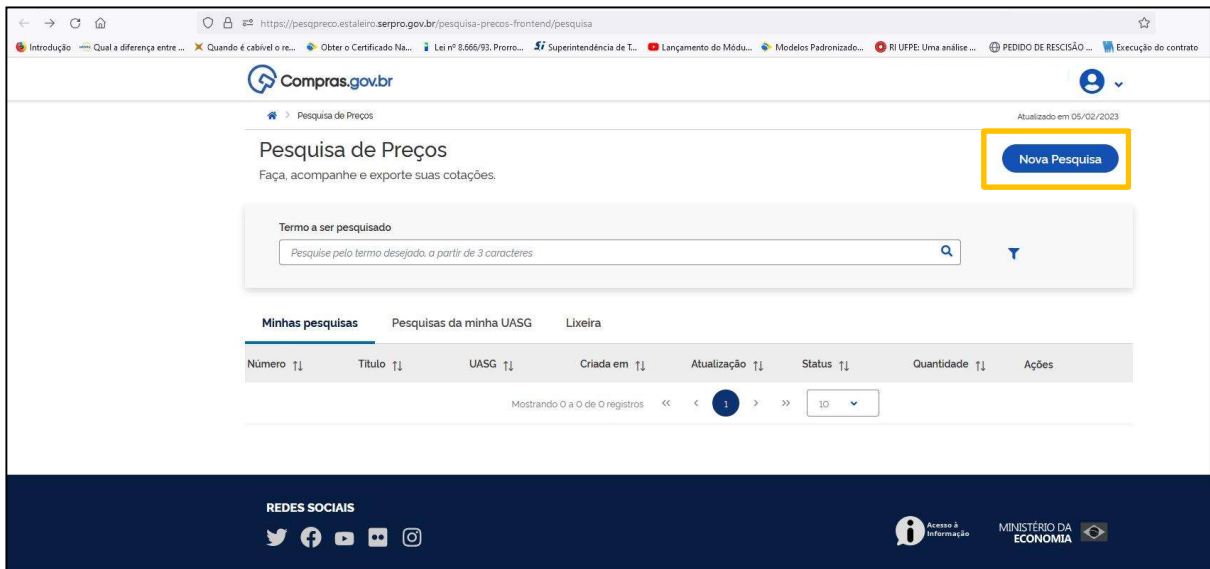 https://pesqpreco.estaleiro.serpro.gov.br/pesquisa-precos-frontend/pesquisa
Introdução Qual a diferença entre ... Quando é cabível o re... Obter o Certificado Na... Lei nº 8.666/93. Prorro... Superintendência de T... Lançamento do Módu... Modelos Padronizado... RI UFPE: Uma análise ... PEDIDO DE RESCISÃO ... Execução do contrato
Compras.gov.br
Pesquisa de Preços
Atualizado em 05/02/2023
Pesquisa de Preços
Nova Pesquisa
Faça, acompanhe e exporte suas cotações.
Termo a ser pesquisado
Pesquise pelo termo desejado, a partir de 3 caracteres
Minhas pesquisas Pesquisas da minha UASG Lixeira
Número Título UASG Criada em Atualização Status Quantidade Ações
Mostrando 0 a 0 de 0 registros << < 1 > >> 10
REDES SOCIAIS
Acesso à
Informação
MINISTÉRIO DA
ECONOMIA